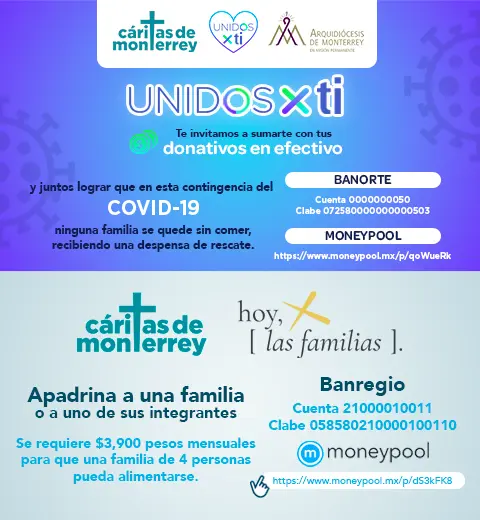 cáritas de
monterrey
UNIDOS
x ti
ARQUIDIÓCESIS
DE MONTERREY
EN MISIÓN PERMANENTE
UNIDOS x ti
Te invitamos a sumarte con tus
donativos en efectivo
y juntos lograr que en esta contingencia del
COVID-19
ninguna familia se quede sin comer,
recibiendo una despensa de rescate.
BANORTE
Cuenta 0000000050
Clabe 072580000000000503
MONEYPOOL
https://www.moneypool.mx/p/qoWueRk
cáritas de
monterrey
hoy,
[ las familias ].
Apadrina a una familia
o a uno de sus integrantes
Se requiere $3,900 pesos mensuales
para que una familia de 4 personas
pueda alimentarse.
Banregio
Cuenta 21000010011
Clabe 058580210000100110
m moneypool
https://www.moneypool.mx/p/dS3kFK8